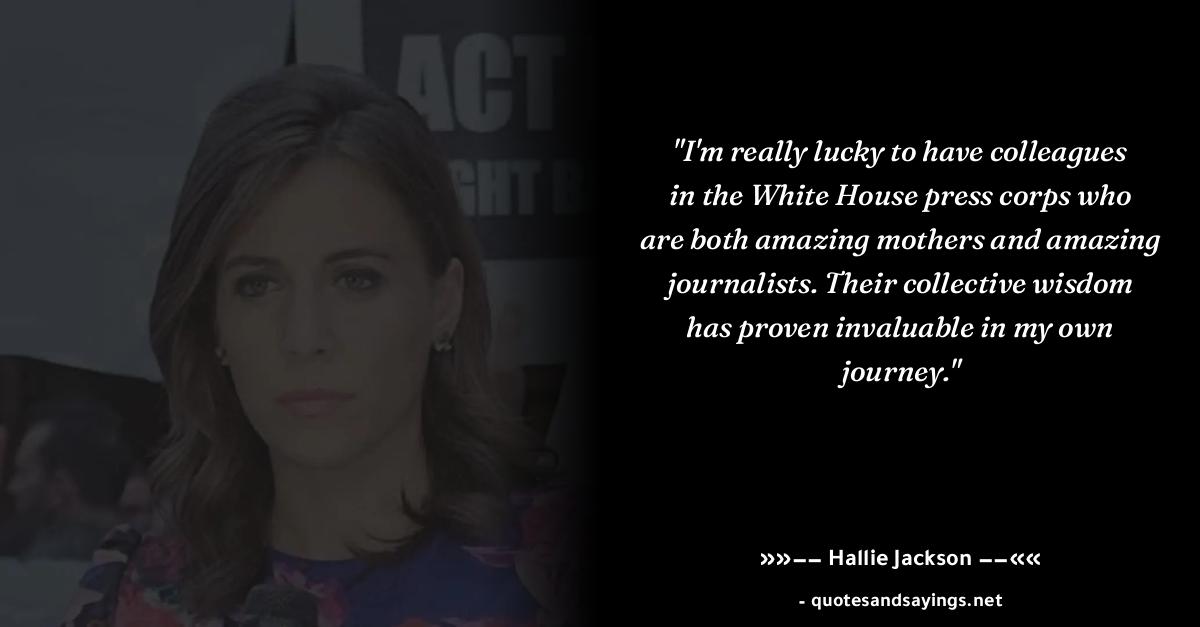 ACT
GHT B
"I'm really lucky to have colleagues
in the White House press corps who
are both amazing mothers and amazing
journalists. Their collective wisdom
has proven invaluable in my own
journey."
»»−− Hallie Jackson −−««
- quotesandsayings.net